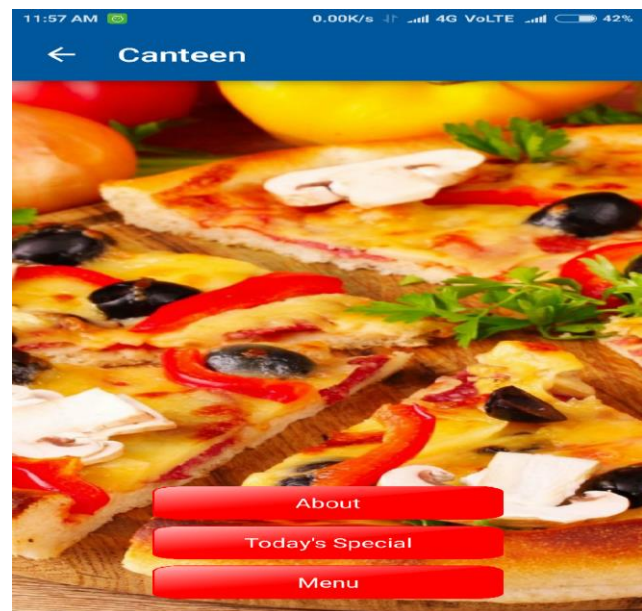 11:57 AM 0.00K/s 4G VoLTE 42%
Canteen
About
Today's Special
Menu